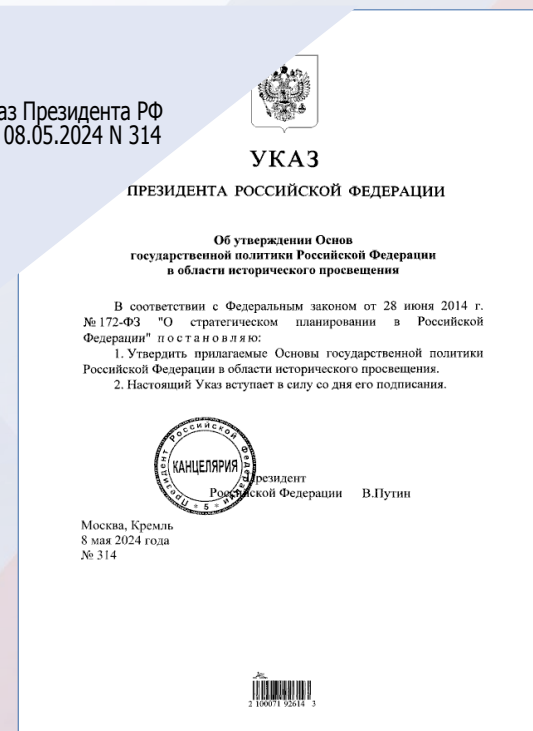 аз Президента РФ
08.05.2024 N 314
УКАЗ
ПРЕЗИДЕНТА РОССИЙСКОЙ ФЕДЕРАЦИИ
Об утверждении Основ
государственной политики Российской Федерации
в области исторического просвещения
В соответствии с Федеральным законом от 28 июня 2014 г.
№ 172-ФЗ "О стратегическом планировании в Российской
Федерации" постановляю:
1. Утвердить прилагаемые Основы государственной политики
Российской Федерации в области исторического просвещения.
2. Настоящий Указ вступает в силу со дня его подписания.
Президент Российской Федерации
КАНЦЕЛЯРИЯ
* 5 *
Президент
Российской Федерации В.Путин
Москва, Кремль
8 мая 2024 года
№ 314
2 100071 92614 3